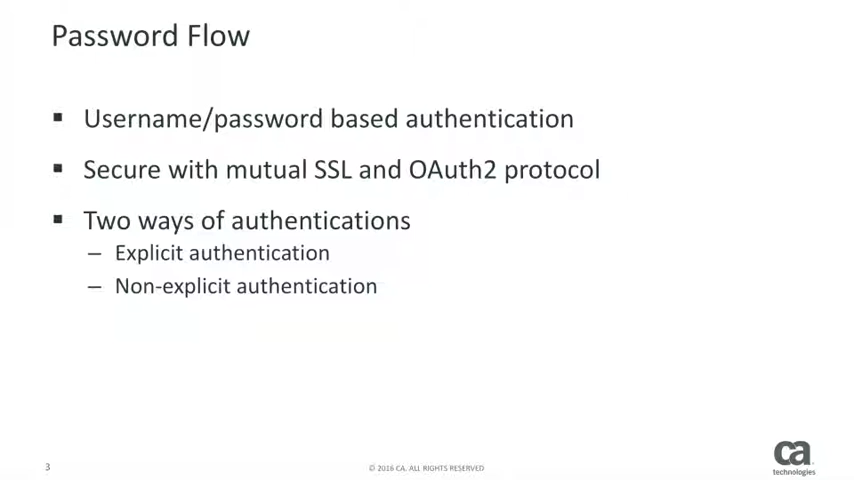 Password Flow
▪ Username/password based authentication
▪ Secure with mutual SSL and OAuth2 protocol
▪ Two ways of authentications
– Explicit authentication
– Non-explicit authentication
3
© 2016 CA. ALL RIGHTS RESERVED
ca
technologies